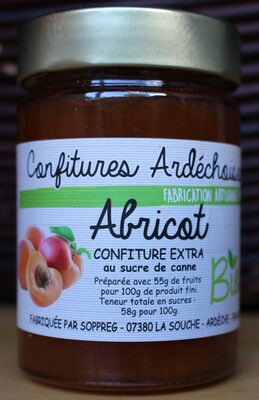 Confitures Ardéchoises
FABRICATION ARTISANALE
Abricot
CONFITURE EXTRA
au sucre de canne
Bio
Préparée avec 55g de fruits
pour 100g de produit fini.
Teneur totale en sucres :
58g pour 100g.
FABRIQUÉE PAR SOPPREG - 07380 LA SOUCHE - ARDÈCHE -